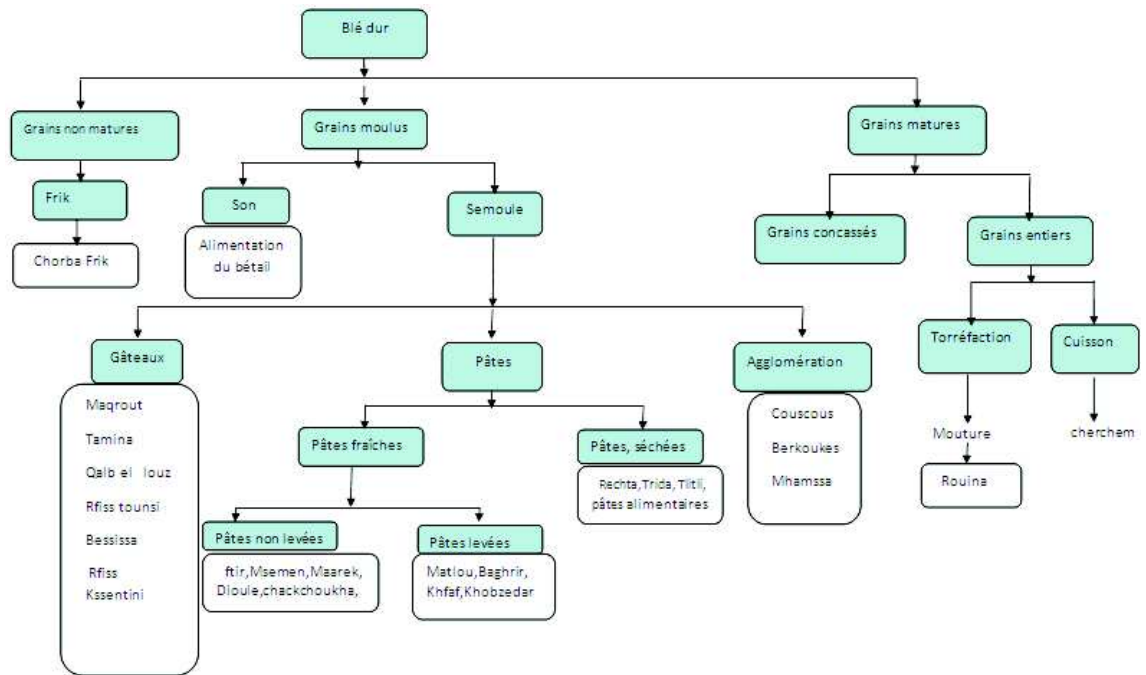 Blé dur
Grains non matures
Grains moulus
Grains matures
Frik
Son
Semoule
Grains concassés
Grains entiers
Chorba Frik
Alimentation
du bétail
Torréfaction
Cuisson
Gâteaux
Pâtes
Agglomération
Maqrout
Tamina
Qalb el louz
Rfiss tounsi
Bessissa
Rfiss
Kssentini
Pâtes fraîches
Pâtes, séchées
Rechta,Trida, Tlitli,
pâtes alimentaires
Couscous
Berkoukes
Mhamssa
Mouture
cherchem
Rouina
Pâtes non levées
ftir,Msemen,Maarek,
Dioule,chackchoukha,
Pâtes levées
Matlou,Baghrir,
Khfaf,Khobzedar